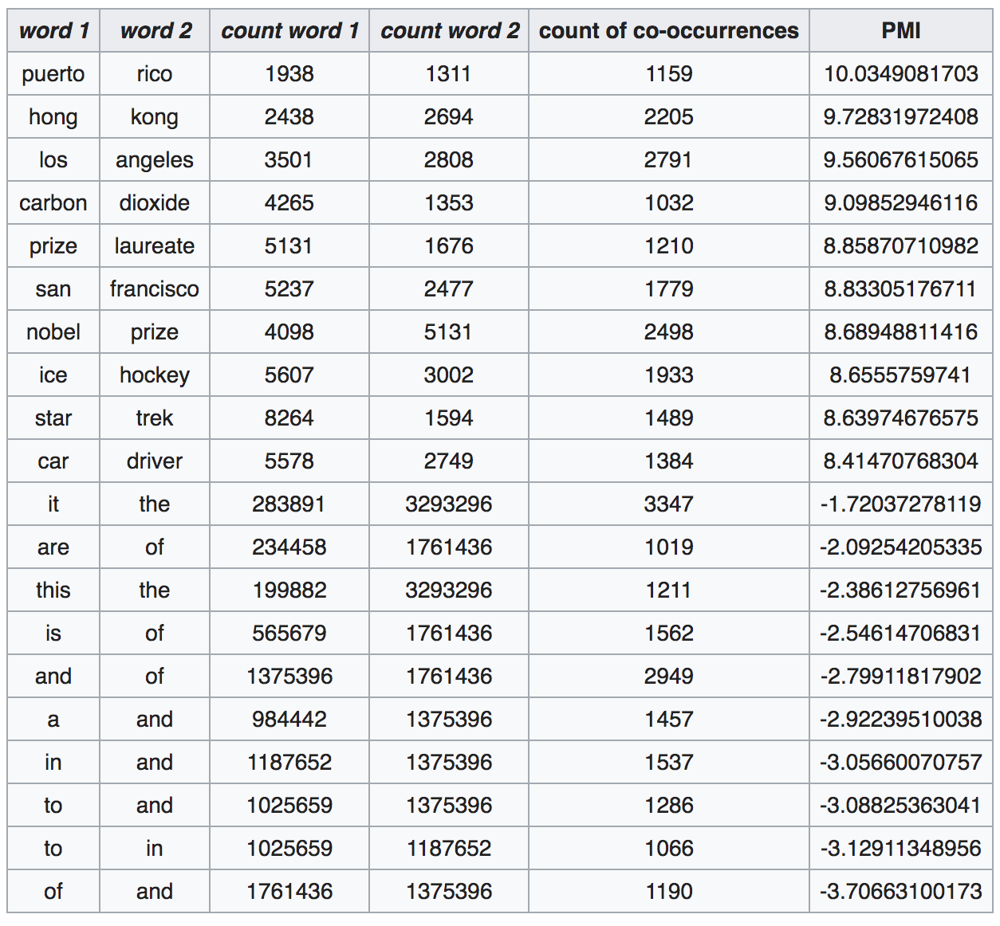 word 1 word 2 count word 1 count word 2 count of co-occurrences PMI
puerto rico 1938 1311 1159 10.0349081703
hong kong 2438 2694 2205 9.72831972408
los angeles 3501 2808 2791 9.56067615065
carbon dioxide 4265 1353 1032 9.09852946116
prize laureate 5131 1676 1210 8.85870710982
san francisco 5237 2477 1779 8.83305176711
nobel prize 4098 5131 2498 8.68948811416
ice hockey 5607 3002 1933 8.6555759741
star trek 8264 1594 1489 8.63974676575
car driver 5578 2749 1384 8.41470768304
it the 283891 3293296 3347 -1.72037278119
are of 234458 1761436 1019 -2.09254205335
this the 199882 3293296 1211 -2.38612756961
is of 565679 1761436 1562 -2.54614706831
and of 1375396 1761436 2949 -2.79911817902
a and 984442 1375396 1457 -2.92239510038
in and 1187652 1375396 1537 -3.05660070757
to and 1025659 1375396 1286 -3.08825363041
to in 1025659 1187652 1066 -3.12911348956
of and 1761436 1375396 1190 -3.70663100173